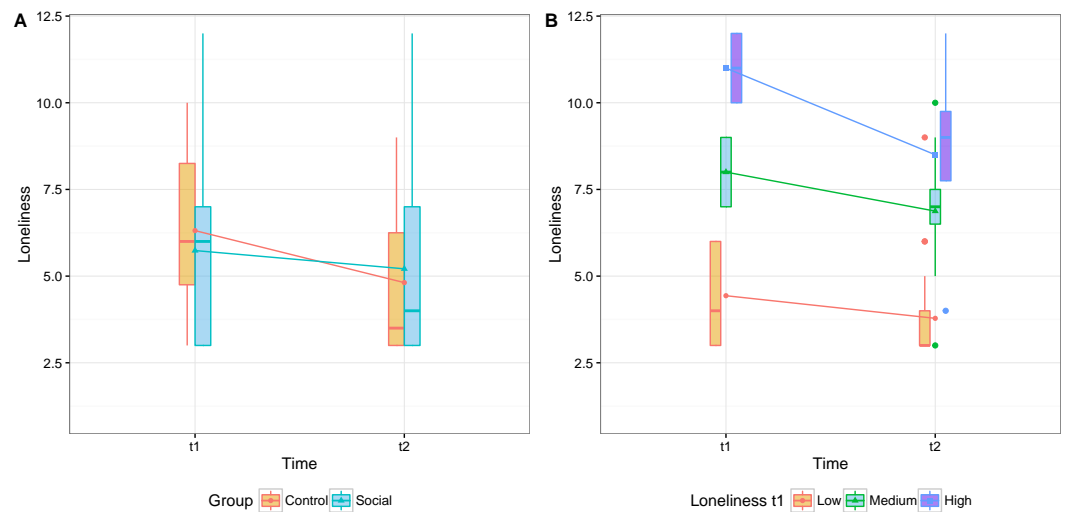 A
12.5
10.0
7.5
5.0
2.5
Loneliness
t1
t2
Time
Group Control Social
B
12.5
10.0
7.5
5.0
2.5
Loneliness
t1
t2
Time
Loneliness t1 Low Medium High